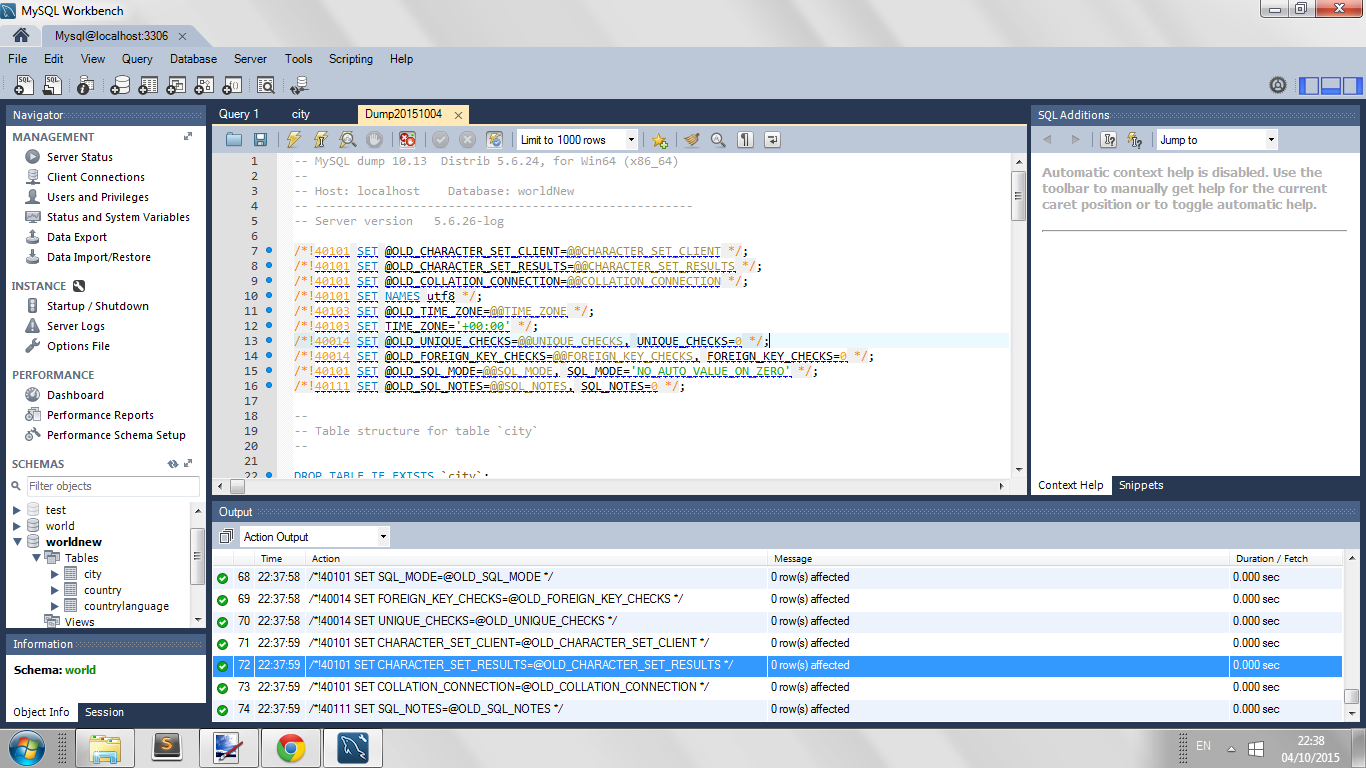 MySQL Workbench
Mysql@localhost:3306
File Edit View Query Database Server Tools Scripting Help
Navigator
MANAGEMENT
Server Status
Client Connections
Users and Privileges
Status and System Variables
Data Export
Data Import/Restore
INSTANCE
Startup / Shutdown
Server Logs
Options File
PERFORMANCE
Dashboard
Performance Reports
Performance Schema Setup
SCHEMAS
Filter objects
test
world
worldnew
Tables
city
country
countrylanguage
Views
Information
Schema: world
Object Info Session
Query 1 city Dump20151004
Limit to 1000 rows
1 -- MySQL dump 10.13 Distrib 5.6.24, for Win64 (x86_64)
2 --
3 -- Host: localhost Database: worldNew
4 -- ------------------------------------------------------
5 -- Server version 5.6.26-log
6
7 /*!40101 SET @OLD_CHARACTER_SET_CLIENT=@@CHARACTER_SET_CLIENT */;
8 /*!40101 SET @OLD_CHARACTER_SET_RESULTS=@@CHARACTER_SET_RESULTS */;
9 /*!40101 SET @OLD_COLLATION_CONNECTION=@@COLLATION_CONNECTION */;
10 /*!40101 SET NAMES utf8 */;
11 /*!40103 SET @OLD_TIME_ZONE=@@TIME_ZONE */;
12 /*!40103 SET TIME_ZONE='+00:00' */;
13 /*!40014 SET @OLD_UNIQUE_CHECKS=@@UNIQUE_CHECKS, UNIQUE_CHECKS=0 */;
14 /*!40014 SET @OLD_FOREIGN_KEY_CHECKS=@@FOREIGN_KEY_CHECKS, FOREIGN_KEY_CHECKS=0 */;
15 /*!40101 SET @OLD_SQL_MODE=@@SQL_MODE, SQL_MODE='NO_AUTO_VALUE_ON_ZERO' */;
16 /*!40111 SET @OLD_SQL_NOTES=@@SQL_NOTES, SQL_NOTES=0 */;
17
18 --
19 -- Table structure for table `city`
20 --
21
22 DROP TABLE IF EXISTS `city`;
SQL Additions
Jump to
Automatic context help is disabled. Use the
toolbar to manually get help for the current
caret position or to toggle automatic help.
Context Help Snippets
Output
Action Output
Time Action Message Duration / Fetch
68 22:37:58 /*!40101 SET SQL_MODE=@OLD_SQL_MODE */ 0 row(s) affected 0.000 sec
69 22:37:58 /*!40014 SET FOREIGN_KEY_CHECKS=@OLD_FOREIGN_KEY_CHECKS */ 0 row(s) affected 0.000 sec
70 22:37:58 /*!40014 SET UNIQUE_CHECKS=@OLD_UNIQUE_CHECKS */ 0 row(s) affected 0.000 sec
71 22:37:59 /*!40101 SET CHARACTER_SET_CLIENT=@OLD_CHARACTER_SET_CLIENT */ 0 row(s) affected 0.000 sec
72 22:37:59 /*!40101 SET CHARACTER_SET_RESULTS=@OLD_CHARACTER_SET_RESULTS */ 0 row(s) affected 0.000 sec
73 22:37:59 /*!40101 SET COLLATION_CONNECTION=@OLD_COLLATION_CONNECTION */ 0 row(s) affected 0.000 sec
74 22:37:59 /*!40111 SET SQL_NOTES=@OLD_SQL_NOTES */ 0 row(s) affected 0.000 sec
EN
22:38
04/10/2015